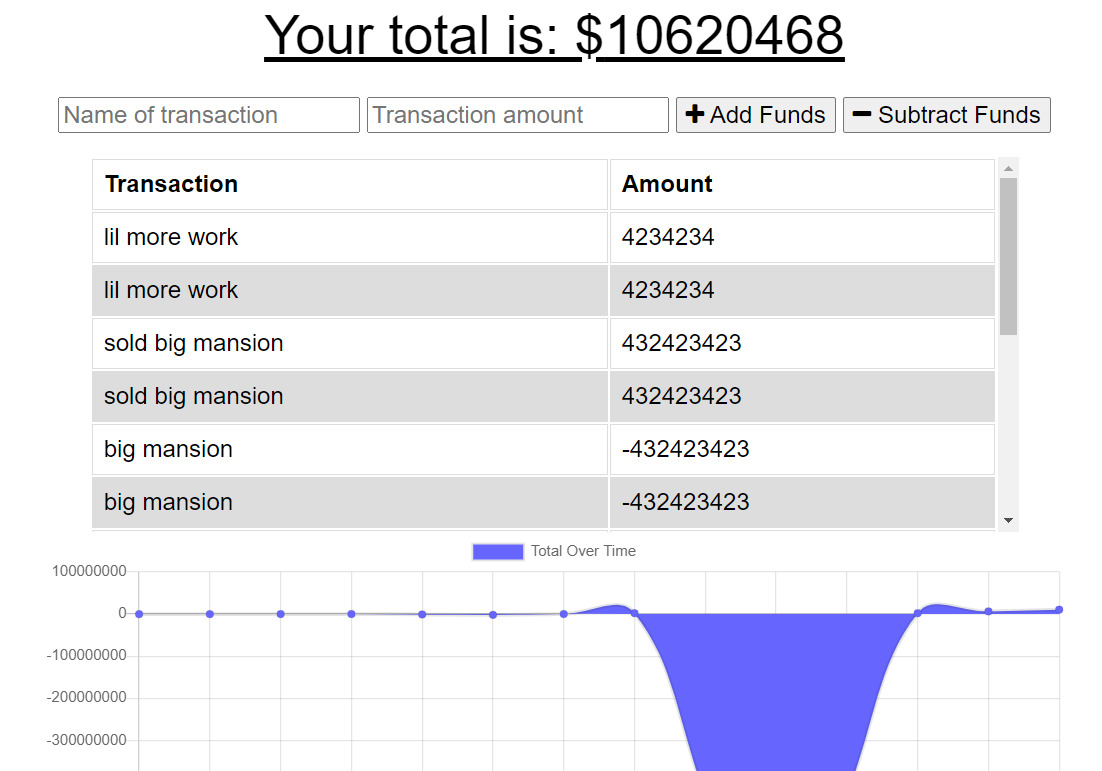 Your total is: $10620468
Name of transaction Transaction amount + Add Funds − Subtract Funds
Transaction Amount
lil more work 4234234
lil more work 4234234
sold big mansion 432423423
sold big mansion 432423423
big mansion -432423423
big mansion -432423423
Total Over Time
100000000
0
-100000000
-200000000
-300000000